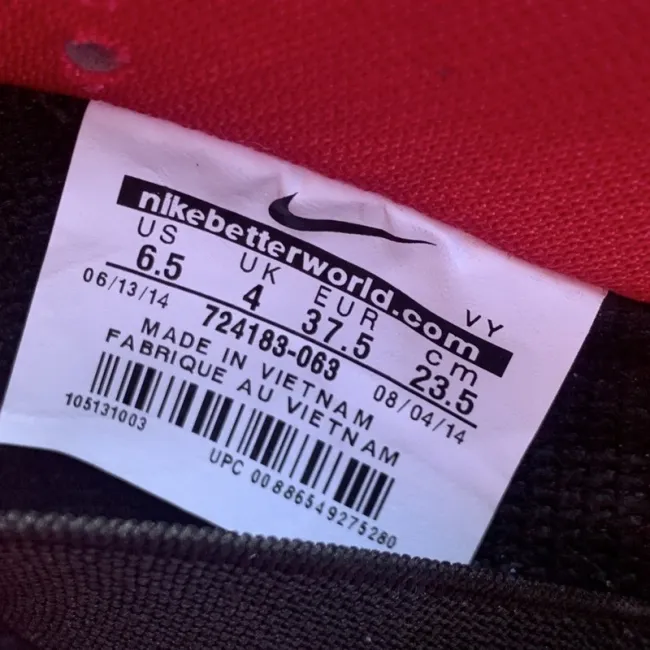 nikebetterworld.com
VY
US UK EUR cm
6.5 4 37.5 23.5
06/13/14 724183-063 08/04/14
MADE IN VIETNAM
FABRIQUE AU VIETNAM
105131003
UPC 00886549275280